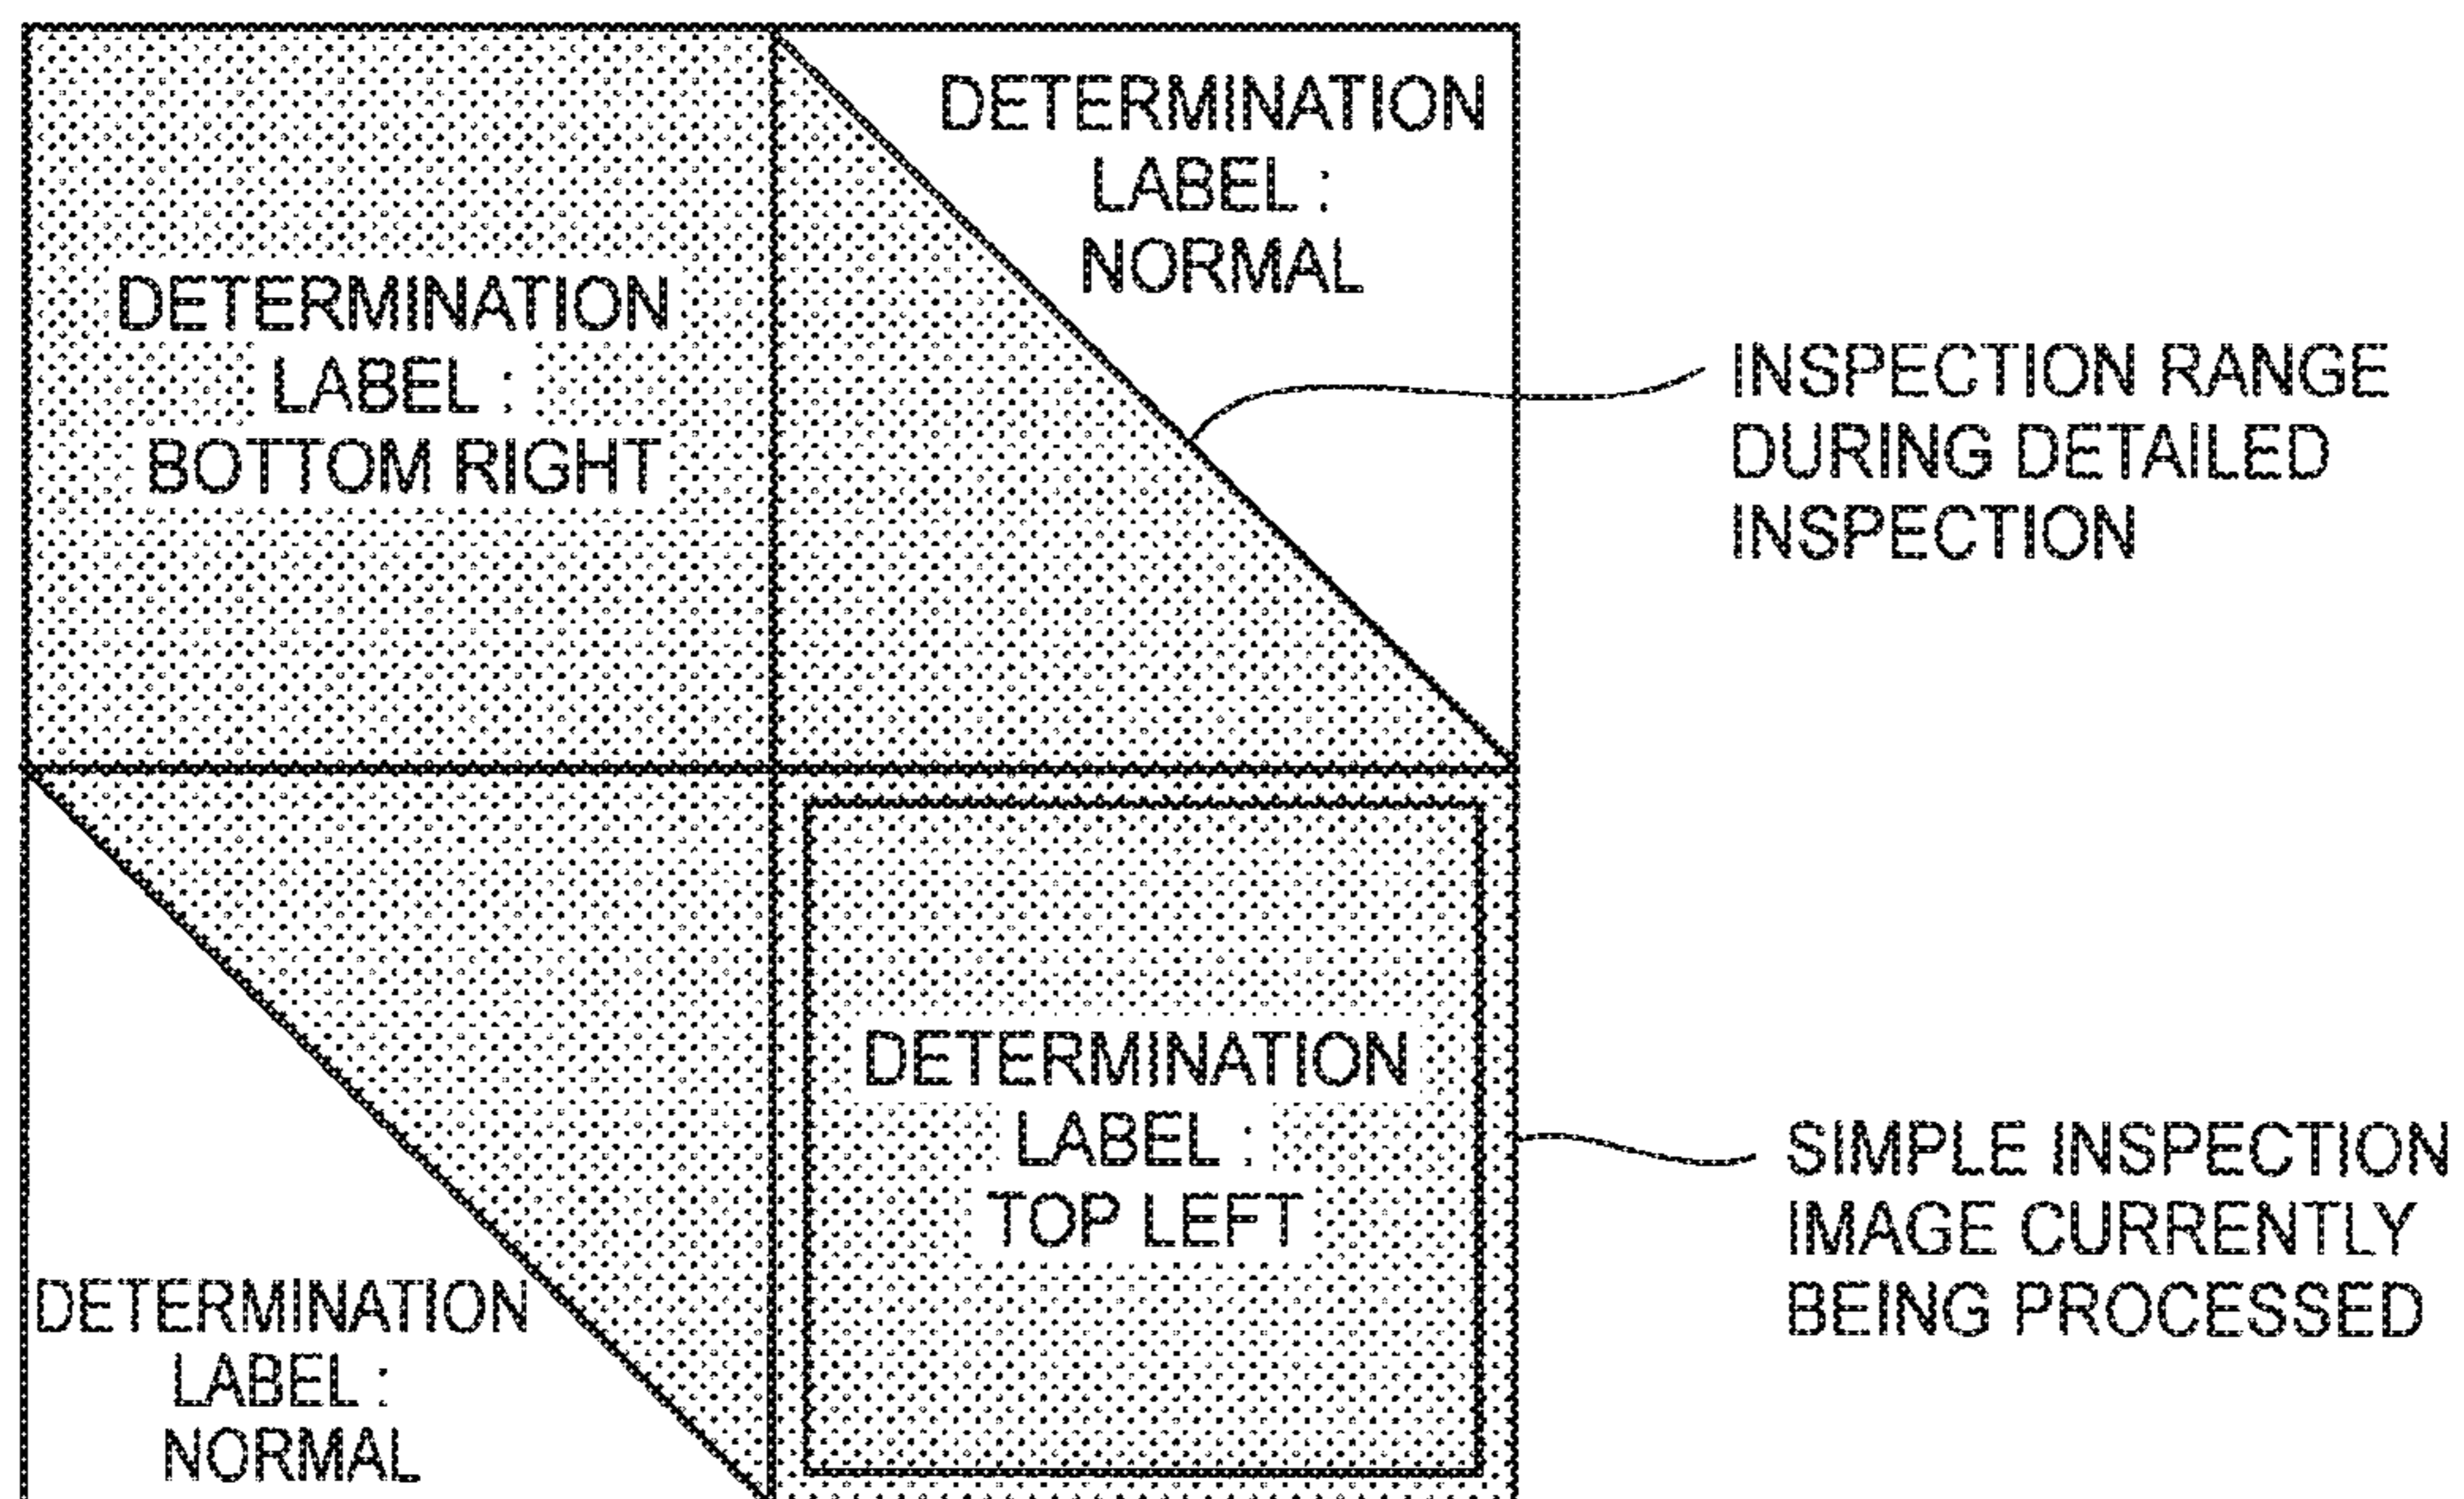 DETERMINATION
LABEL :
NORMAL
DETERMINATION
LABEL :
BOTTOM RIGHT
INSPECTION RANGE
DURING DETAILED
INSPECTION
DETERMINATION
LABEL :
TOP LEFT
SIMPLE INSPECTION
IMAGE CURRENTLY
BEING PROCESSED
DETERMINATION
LABEL :
NORMAL